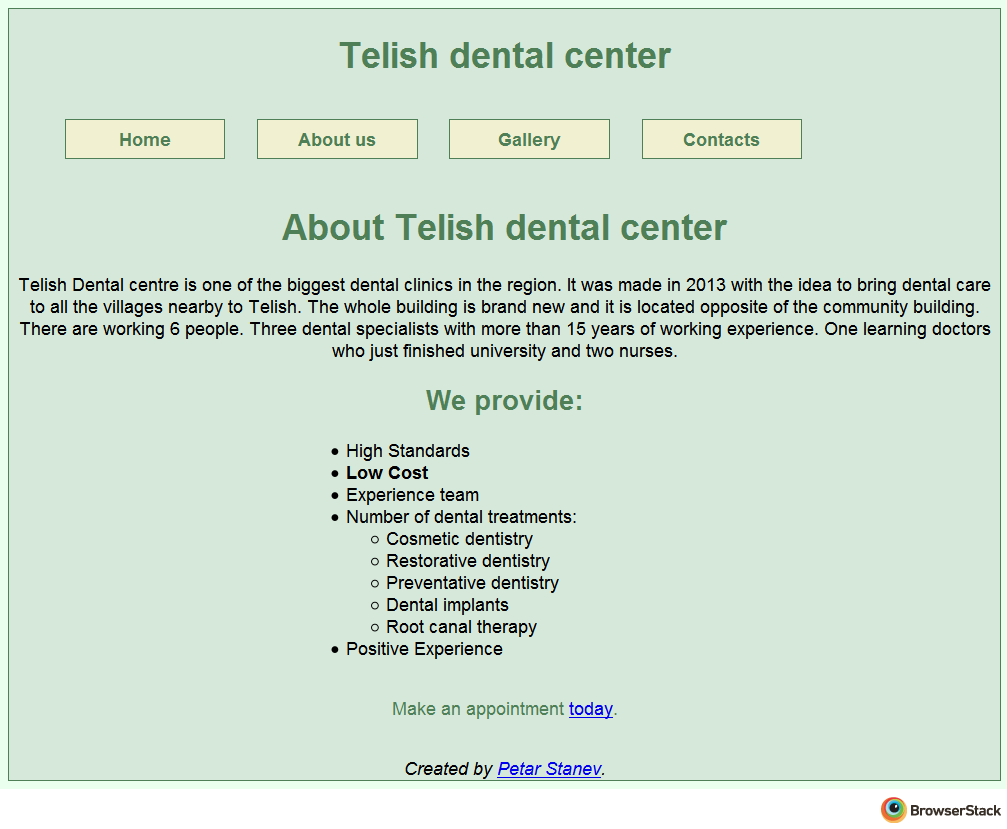 Telish dental center
Home About us Gallery Contacts
About Telish dental center
Telish Dental centre is one of the biggest dental clinics in the region. It was made in 2013 with the idea to bring dental care
to all the villages nearby to Telish. The whole building is brand new and it is located opposite of the community building.
There are working 6 people. Three dental specialists with more than 15 years of working experience. One learning doctors
who just finished university and two nurses.
We provide:
High Standards
Low Cost
Experience team
Number of dental treatments:
Cosmetic dentistry
Restorative dentistry
Preventative dentistry
Dental implants
Root canal therapy
Positive Experience
Make an appointment today.
Created by Petar Stanev.
BrowserStack